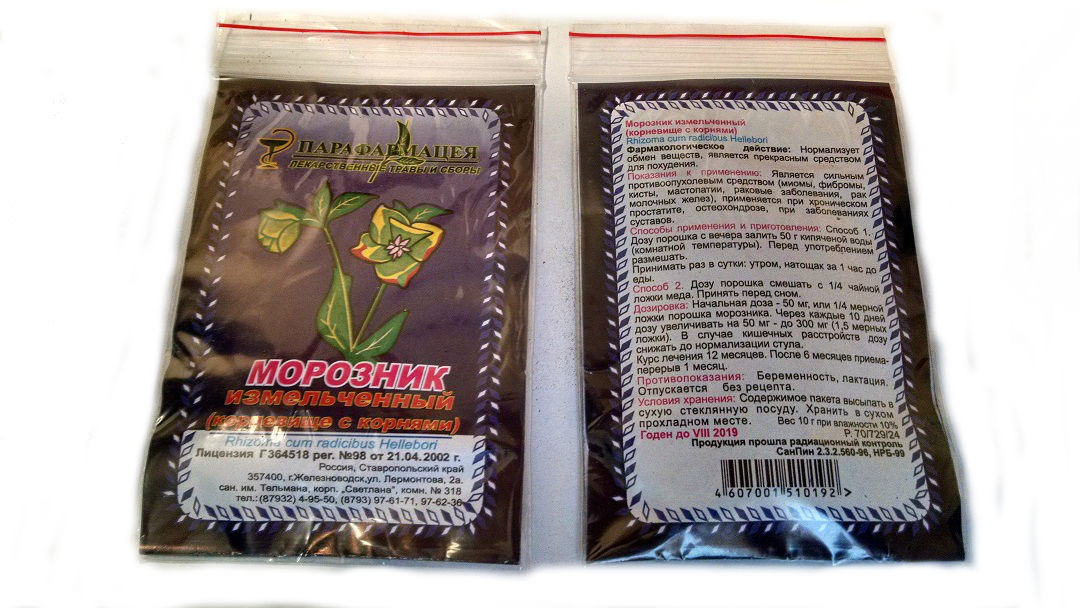 ПАРАФАРМАЦЕЯ
ЛЕКАРСТВЕННЫЕ ТРАВЫ И СБОРЫ
МОРОЗНИК
измельченный
(корневище с корнями)
Rhizoma cum radicibus Hellebori
Лицензия Г364518 рег. №98 от 21.04.2002 г.
Россия, Ставропольский край
357400, г.Железноводск,ул. Лермонтова, 2а.
сан. им. Тельмана, корп. „Светлана”, комн. № 318
тел.:(87932) 4-95-50, (8793) 97-61-71, 97-62-36
Морозник измельченный
(корневище с корнями)
Rhizoma cum radicibus Hellebori
Фармакологическое действие: Нормализует
обмен веществ, является прекрасным средством
для похудения.
Показания к применению: Является сильным
противоопухолевым средством (миомы, фибромы,
кисты, мастопатии, раковые заболевания, рак
молочных желез), применяется при хроническом
простатите, остеохондрозе, при заболеваниях
суставов.
Способы применения и приготовления: Способ 1.
Дозу порошка с вечера залить 50 г кипяченой воды
(комнатной температуры). Перед употреблением
размешать.
Принимать раз в сутки: утром, натощак за 1 час до
еды.
Способ 2. Дозу порошка смешать с 1/4 чайной
ложки меда. Принять перед сном.
Дозировка: Начальная доза - 50 мг, или 1/4 мерной
ложки порошка морозника. Через каждые 10 дней
дозу увеличивать на 50 мг - до 300 мг (1,5 мерных
ложки). В случае кишечных расстройств дозу
снижать до нормализации стула.
Курс лечения 12 месяцев. После 6 месяцев приема-
перерыв 1 месяц.
Противопоказания: Беременность, лактация.
Отпускается без рецепта.
Условия хранения: Содержимое пакета высыпать в
сухую стеклянную посуду. Хранить в сухом
прохладном месте. Вес 10 г при влажности 10%
Годен до VIII 2019 Р. 70/729/24
Продукция прошла радиационный контроль
СанПин 2.3.2.560-96, НРБ-99
4 607001 510192 >